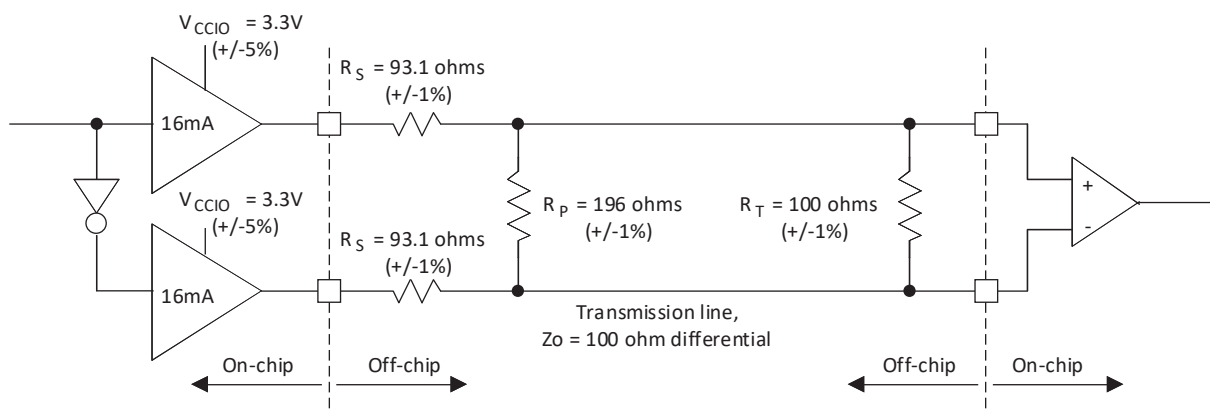 V CCIO = 3.3V
(+/-5%)
R S = 93.1 ohms
(+/-1%)
16mA
V CCIO = 3.3V
(+/-5%)
R P = 196 ohms
(+/-1%)
R T = 100 ohms
(+/-1%)
+
-
R S = 93.1 ohms
(+/-1%)
16mA
Transmission line,
Zo = 100 ohm differential
On-chip
Off-chip
Off-chip
On-chip